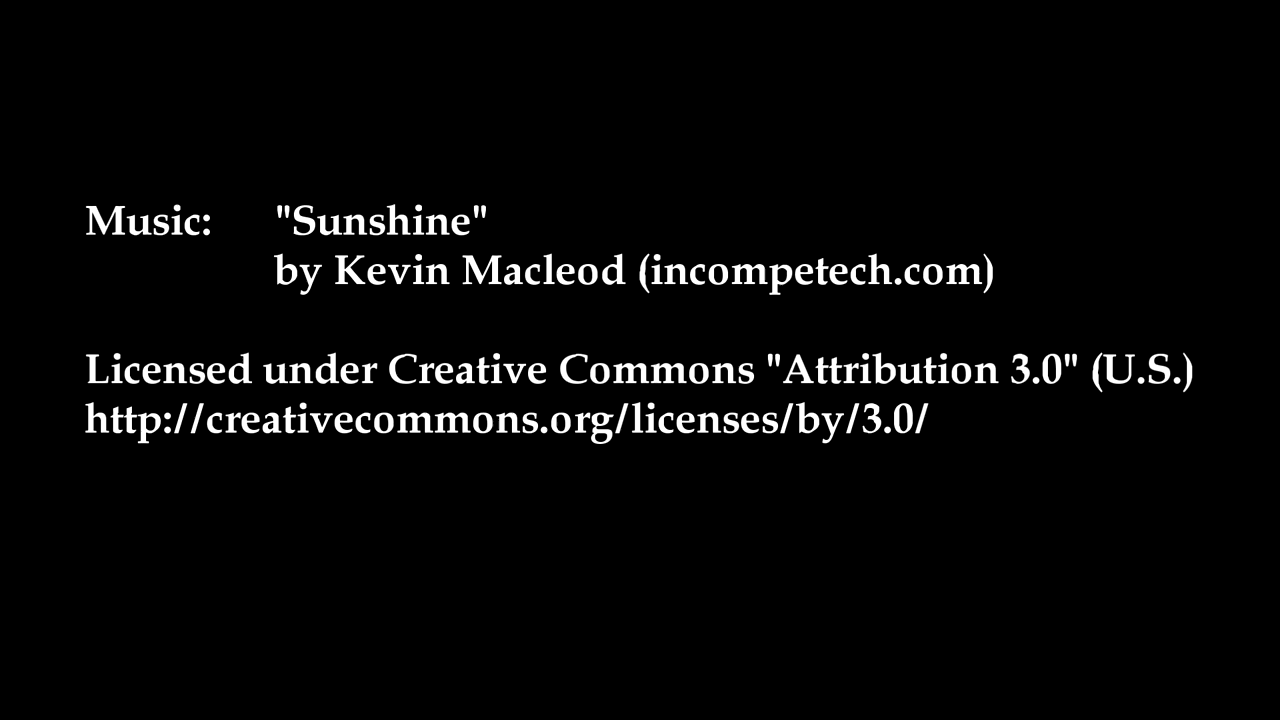 Music: "Sunshine"
by Kevin Macleod (incompetech.com)
Licensed under Creative Commons "Attribution 3.0" (U.S.)
http://creativecommons.org/licenses/by/3.0/